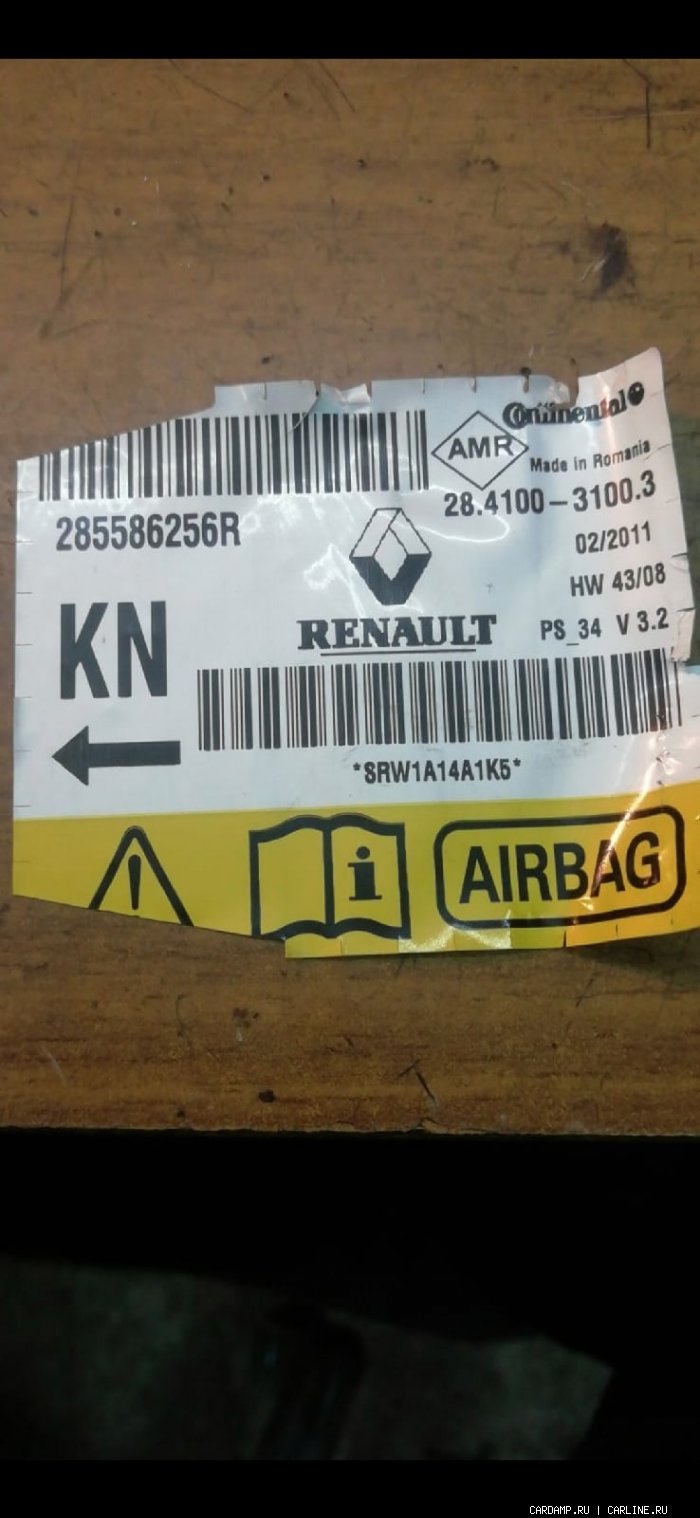 Continental
AMR
Made in Romania
28.4100-3100.3
285586256R
02/2011
HW 43/08
KN
RENAULT
PS_34 V 3.2
*SRW1A14A1K5*
i
AIRBAG
CARDAMP.RU | CARLINE.RU